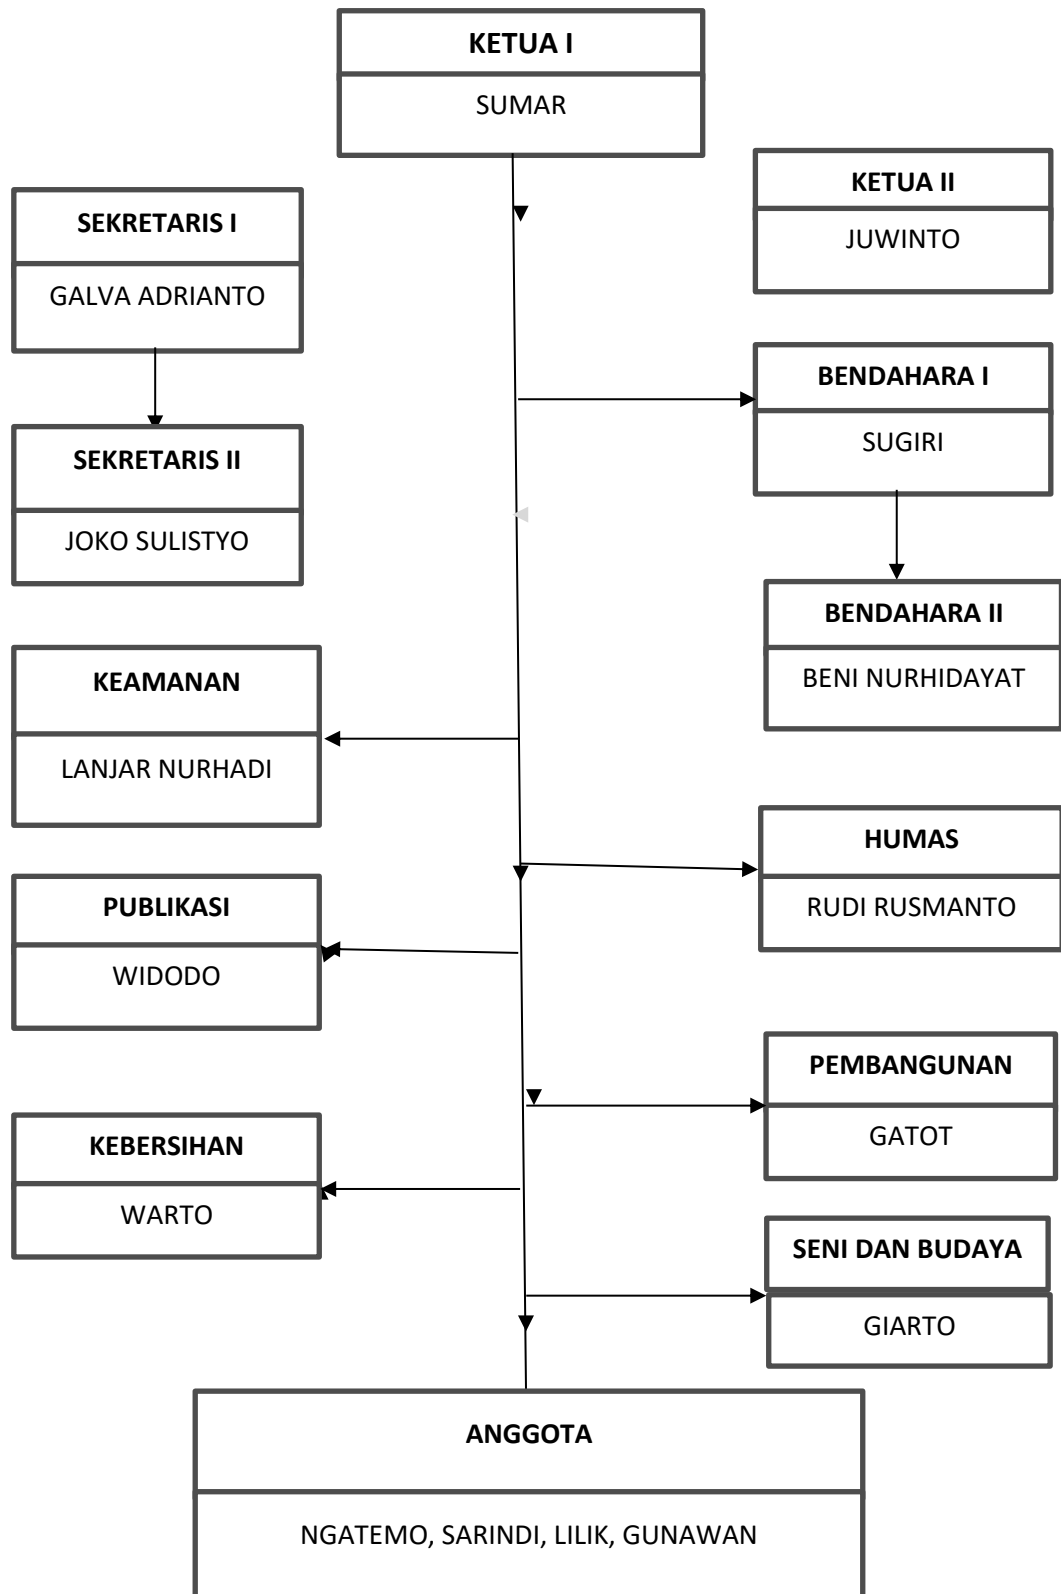 KETUA I
SUMAR
KETUA II
JUWINTO
SEKRETARIS I
GALVA ADRIANTO
BENDAHARA I
SUGIRI
SEKRETARIS II
JOKO SULISTYO
BENDAHARA II
BENI NURHIDAYAT
KEAMANAN
LANJAR NURHADI
HUMAS
RUDI RUSMANTO
PUBLIKASI
WIDODO
PEMBANGUNAN
GATOT
KEBERSIHAN
WARTO
SENI DAN BUDAYA
GIARTO
ANGGOTA
NGATEMO, SARINDI, LILIK, GUNAWAN